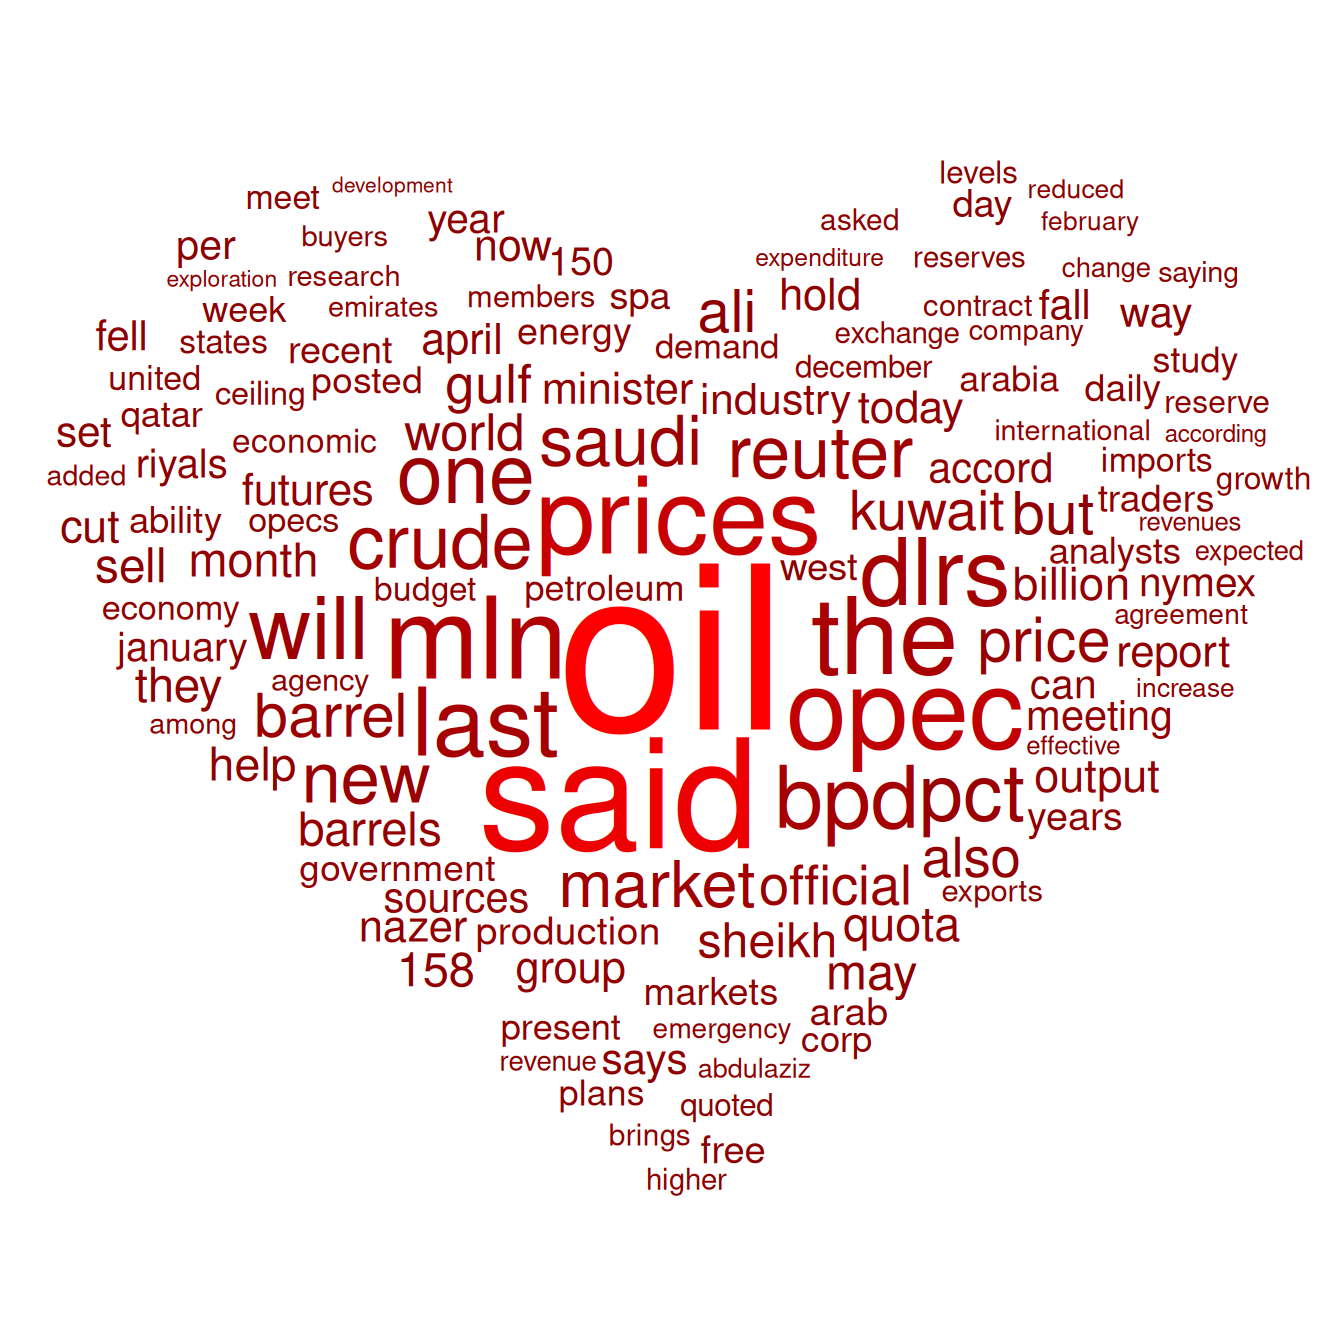 levels
meet development
reduced
year day
asked february
per buyers
now 150
expenditure reserves
exploration research change saying
week emirates members spa ali hold contract fall way
fell states recent april energy demand exchange company
december study
united ceiling posted gulf minister industry today arabia daily reserve
set qatar economic world saudi reuter international according
added riyals futures one accord imports growth
prices
cut ability opecs crude kuwait but traders revenues
sell month west dlrs analysts expected
budget petroleum billion nymex
economy will mln oil the price agreement
january report
they agency can increase
among barrel last opec meeting
effective
help new said bpd pct output
barrels years
government market official also
sources exports
nazer production sheikh quota
158 group may
markets
present emergency arab
corp
revenue says abdulaziz
plans quoted
brings free
higher